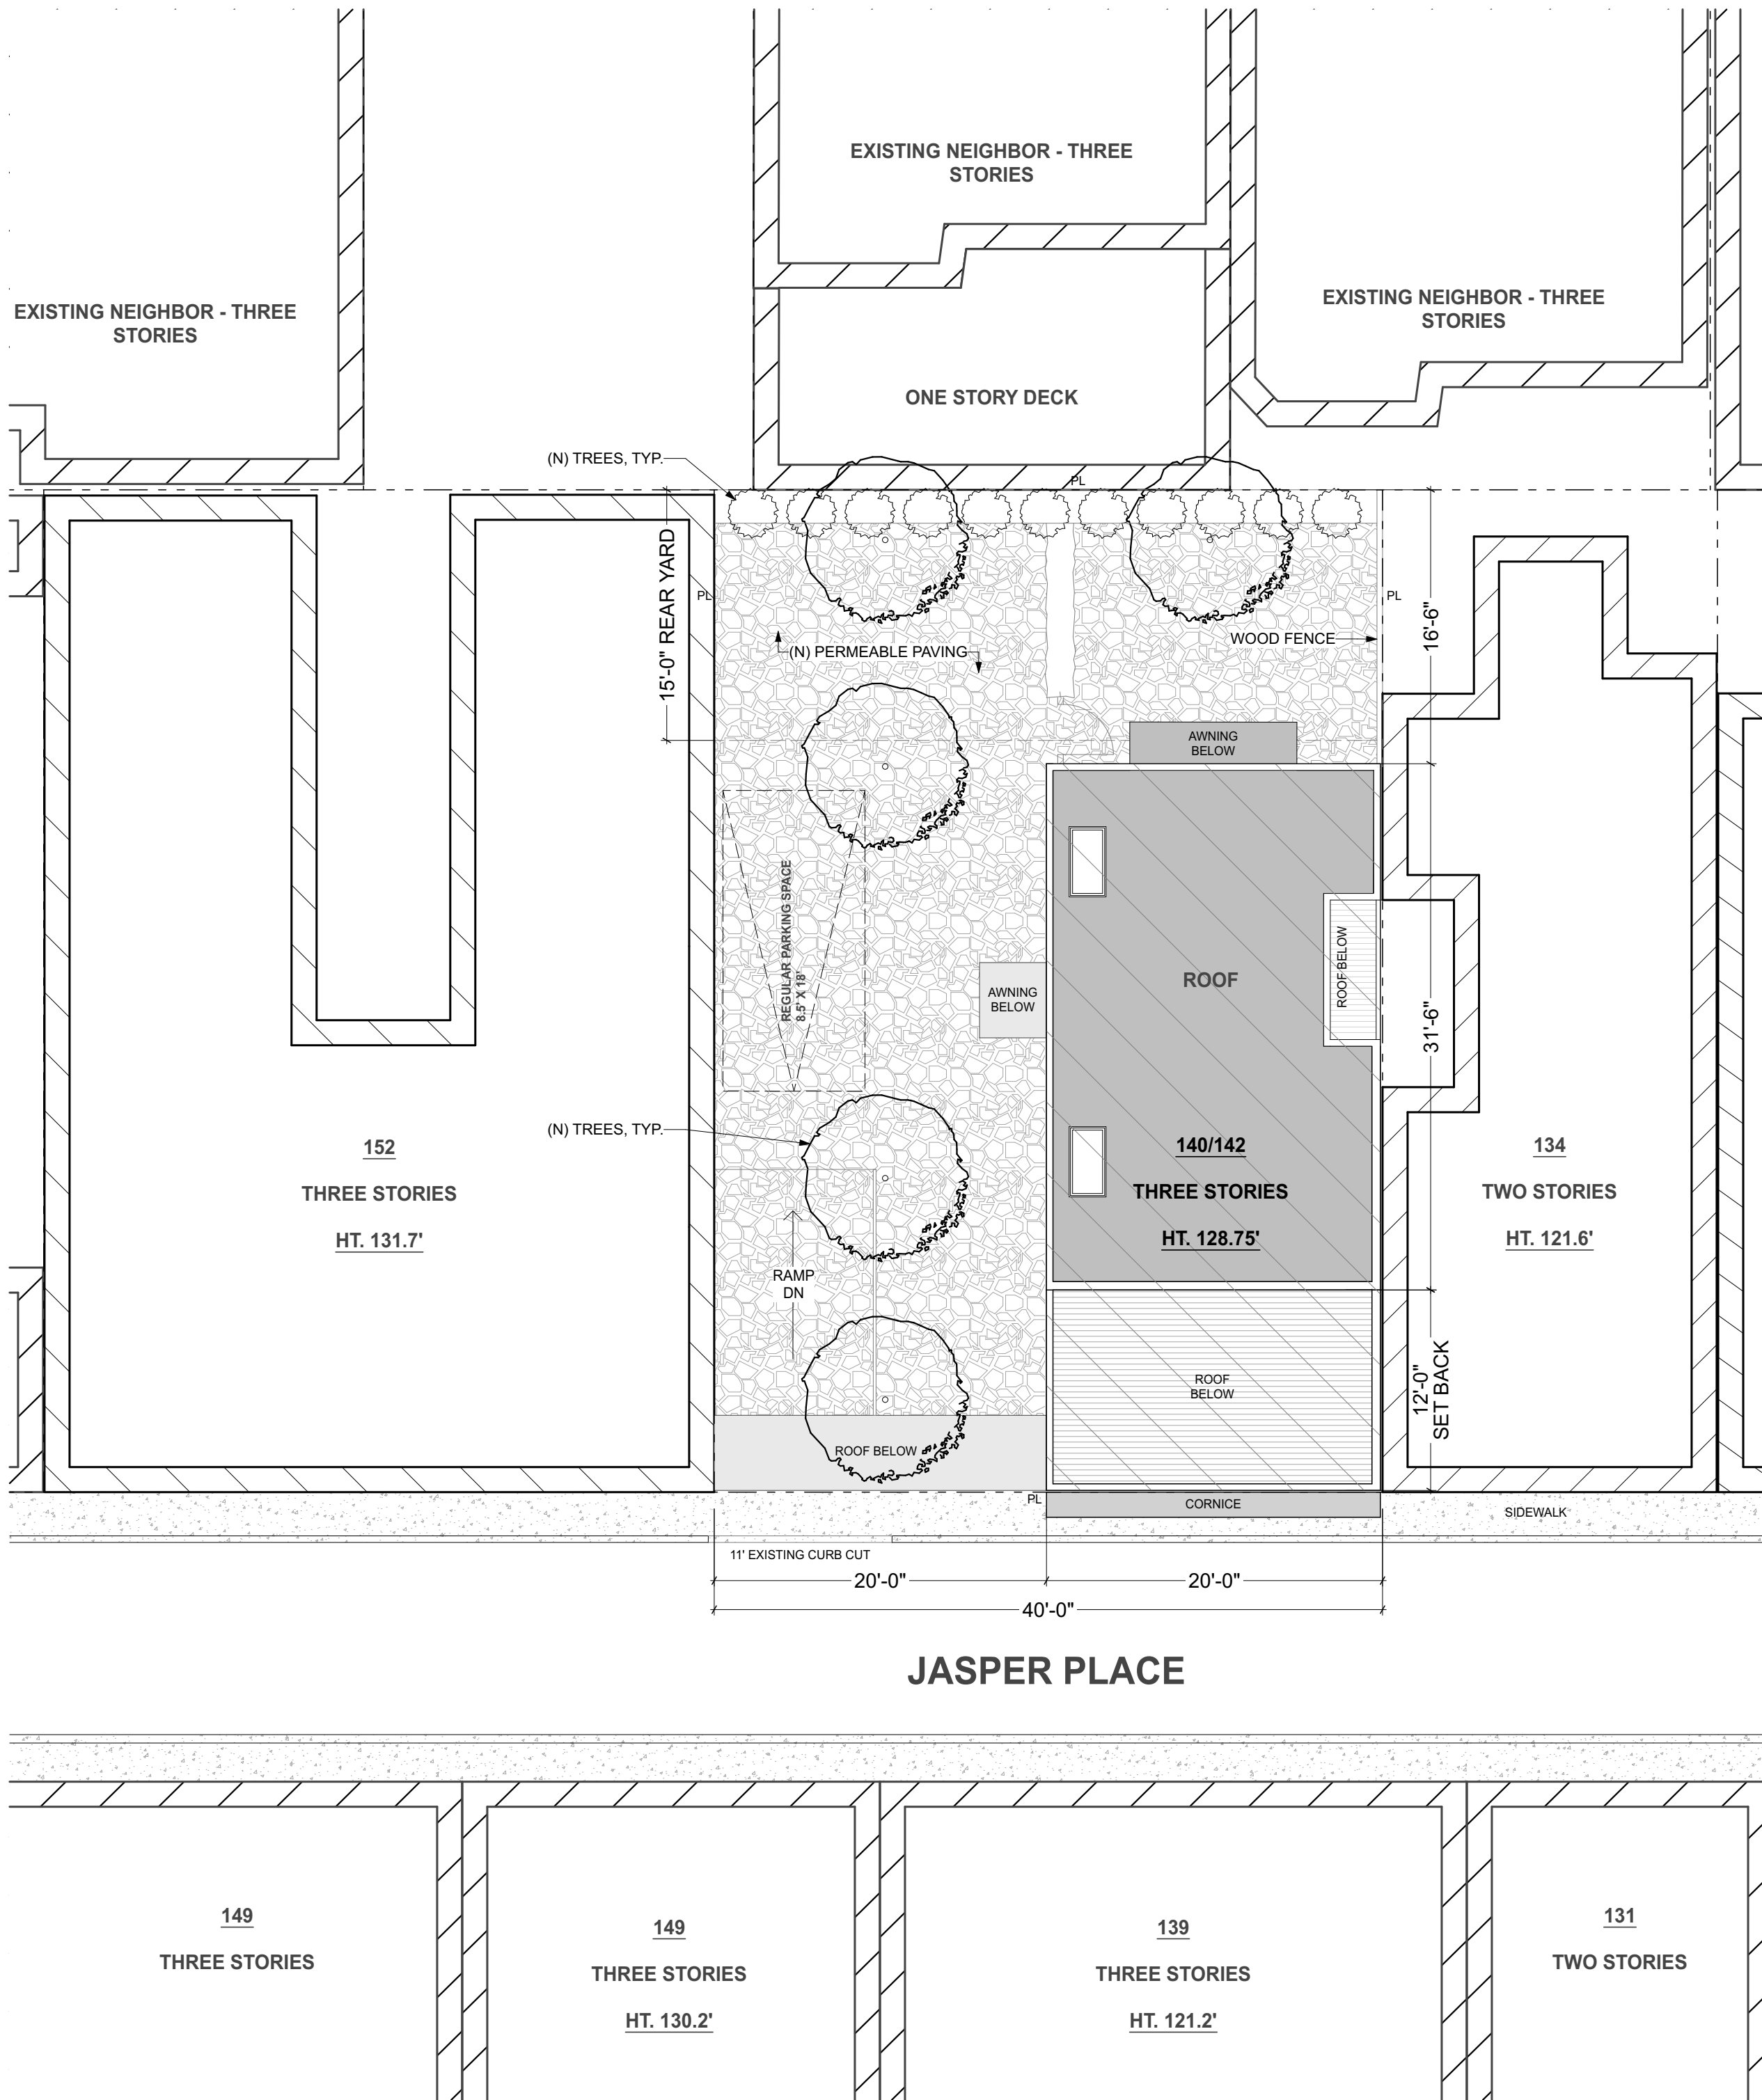 EXISTING NEIGHBOR - THREE
STORIES
EXISTING NEIGHBOR - THREE
STORIES
EXISTING NEIGHBOR - THREE
STORIES
ONE STORY DECK
(N) TREES, TYP.
PL
15'-0" REAR YARD
PL
PL
16'-6"
WOOD FENCE
(N) PERMEABLE PAVING
AWNING
BELOW
REGULAR PARKING SPACE
8.5' X 18'
AWNING
BELOW
ROOF
ROOF BELOW
31'-6"
(N) TREES, TYP.
152
THREE STORIES
HT. 131.7'
140/142
THREE STORIES
HT. 128.75'
134
TWO STORIES
HT. 121.6'
RAMP
DN
ROOF
BELOW
12'-0"
SET BACK
ROOF BELOW
PL
CORNICE
SIDEWALK
11' EXISTING CURB CUT
20'-0"
20'-0"
40'-0"
JASPER PLACE
149
THREE STORIES
149
THREE STORIES
HT. 130.2'
139
THREE STORIES
HT. 121.2'
131
TWO STORIES